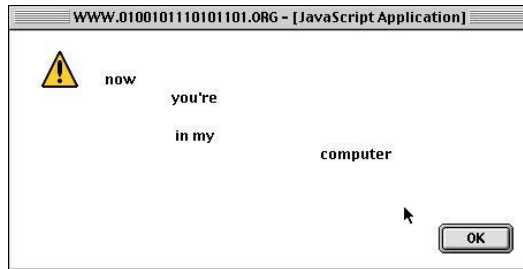 WWW.0100101110101101.ORG - [JavaScript Application]
now
you're
in my
computer
OK